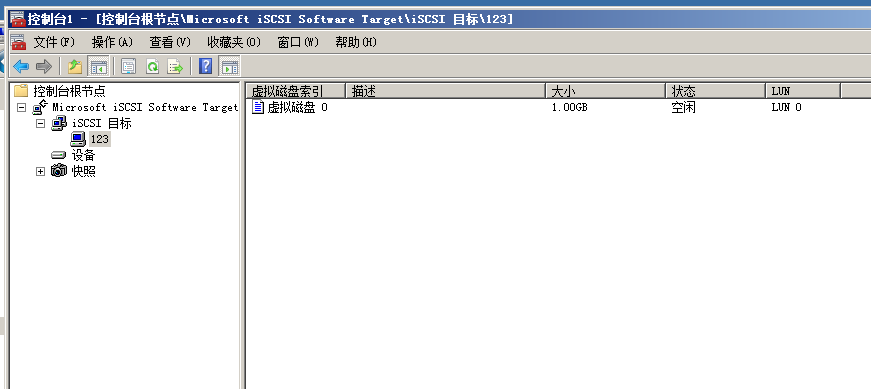 控制台1 - [控制台根节点\Microsoft iSCSI Software Target\iSCSI 目标\123]
文件(F) 操作(A) 查看(V) 收藏夹(O) 窗口(W) 帮助(H)
控制台根节点
Microsoft iSCSI Software Target
iSCSI 目标
123
设备
快照
虚拟磁盘索引 描述 大小 状态 LUN
虚拟磁盘 0 1.00GB 空闲 LUN 0